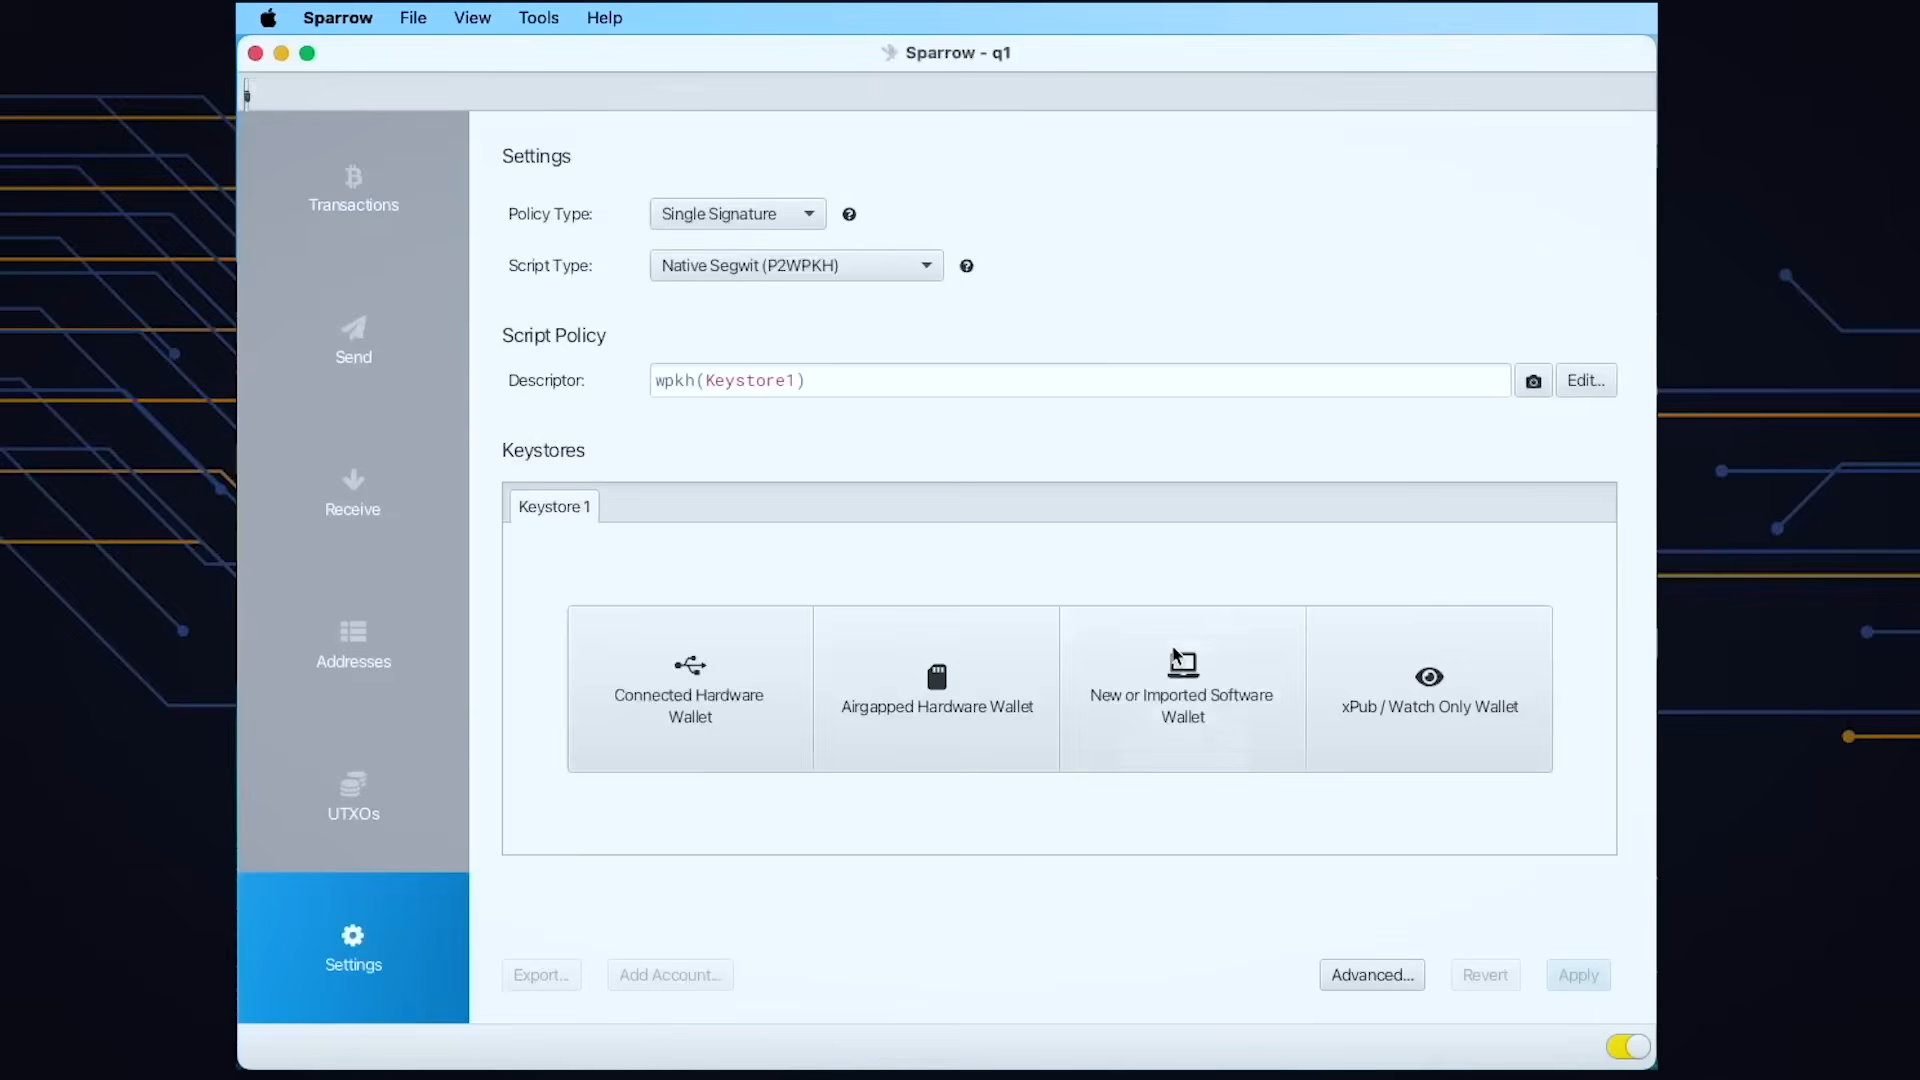 Sparrow File View Tools Help
Sparrow - q1
Transactions
Send
Receive
Addresses
UTXOs
Settings
Settings
Policy Type: Single Signature
Script Type: Native Segwit (P2WPKH)
Script Policy
Descriptor: wpkh(Keystore1) Edit...
Keystores
Keystore 1
Connected Hardware
Wallet
Airgapped Hardware Wallet
New or Imported Software
Wallet
xPub / Watch Only Wallet
Export... Add Account... Advanced... Revert Apply